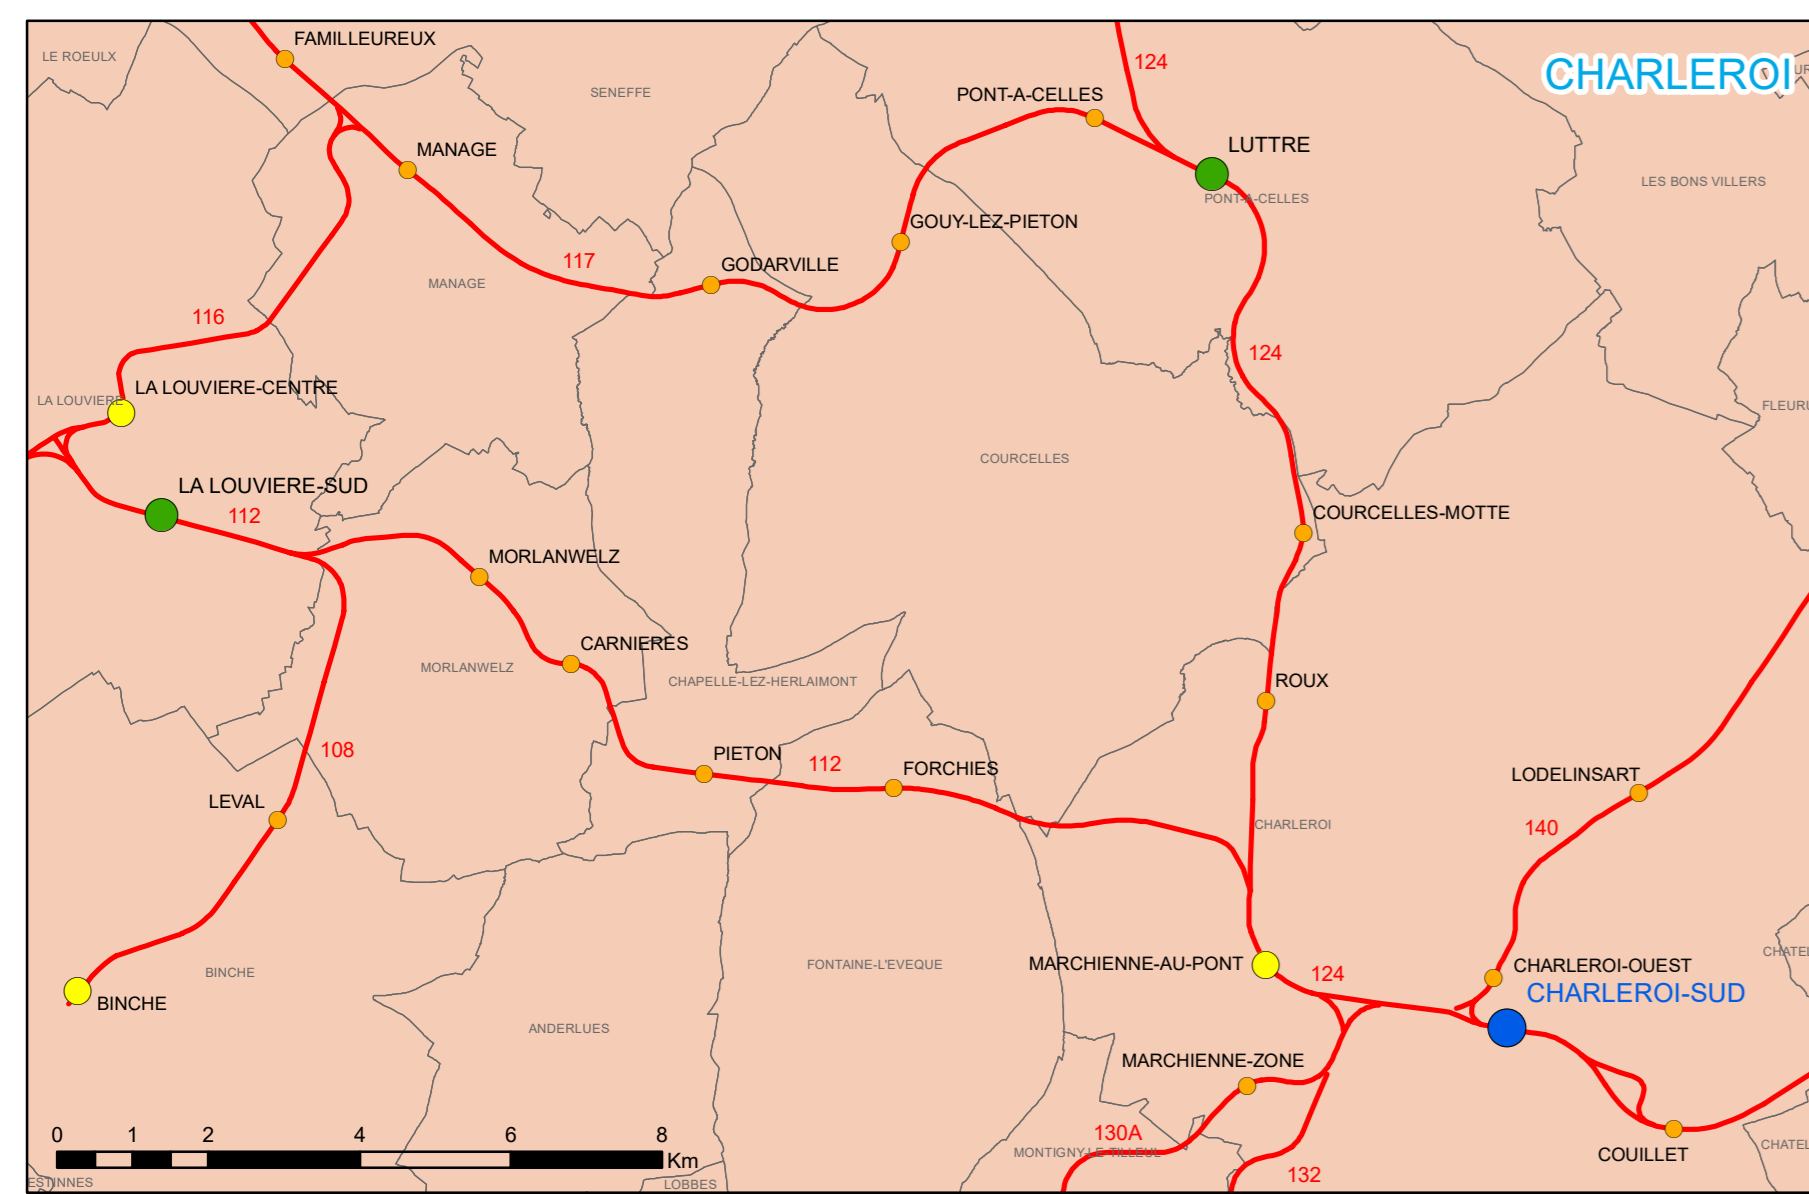 FAMILLEUREUX
LE ROEULX
124
CHARLEROI
SENEFFE
PONT-A-CELLES
MANAGE
LUTTRE
LES BONS VILLERS
PONT-A-CELLES
GOUY-LEZ-PIETON
117
GODARVILLE
MANAGE
116
124
LA LOUVIERE-CENTRE
LA LOUVIERE
COURCELLES
LA LOUVIERE-SUD
112
COURCELLES-MOTTE
MORLANWELZ
CARNIERES
MORLANWELZ
CHAPELLE-LEZ-HERLAIMONT
ROUX
108
PIETON
112
FORCHIES
LODELINSART
LEVAL
CHARLEROI
140
MARCHIENNE-AU-PONT
FONTAINE-L'EVEQUE
124
CHARLEROI-OUEST
BINCHE
CHARLEROI-SUD
BINCHE
ANDERLUES
MARCHIENNE-ZONE
0 1 2 4 6 8
Km
130A
MONTIGNY-LE-TILLEUL
COUILLET
132
ESTINNES
LOBBES